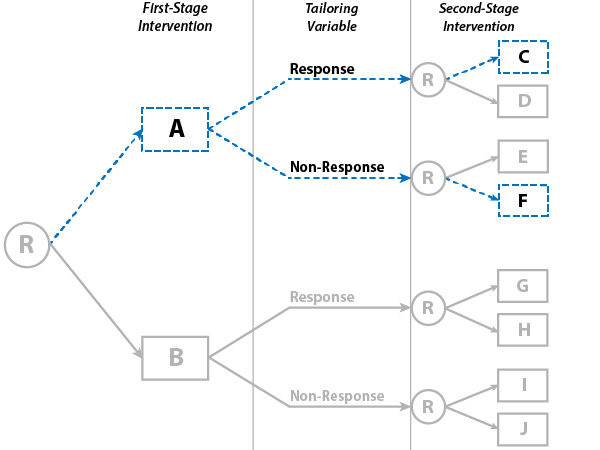 First-Stage
Intervention
Tailoring
Variable
Second-Stage
Intervention
R
A
Response
R
C
D
Non-Response
R
E
F
B
Response
R
G
H
Non-Response
R
I
J